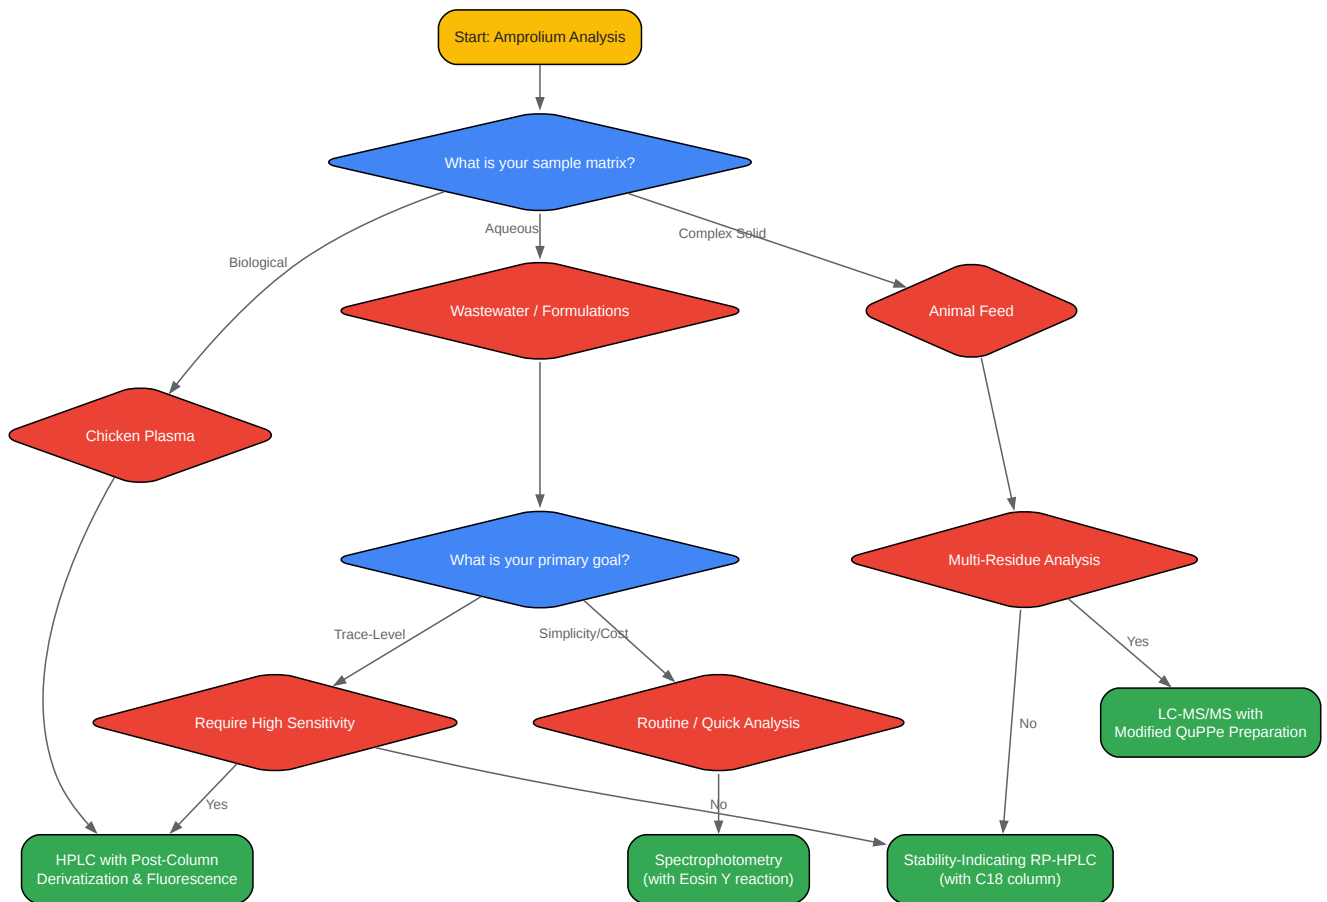 Start: Amprolium Analysis
What is your sample matrix?
Aqueous
Complex Solid
Biological
Wastewater / Formulations
Animal Feed
Chicken Plasma
What is your primary goal?
Multi-Residue Analysis
Trace-Level
Simplicity/Cost
Yes
Require High Sensitivity
Routine / Quick Analysis
No
LC-MS/MS with
Modified QuPPe Preparation
Yes
No
HPLC with Post-Column
Derivatization & Fluorescence
Spectrophotometry
(with Eosin Y reaction)
Stability-Indicating RP-HPLC
(with C18 column)